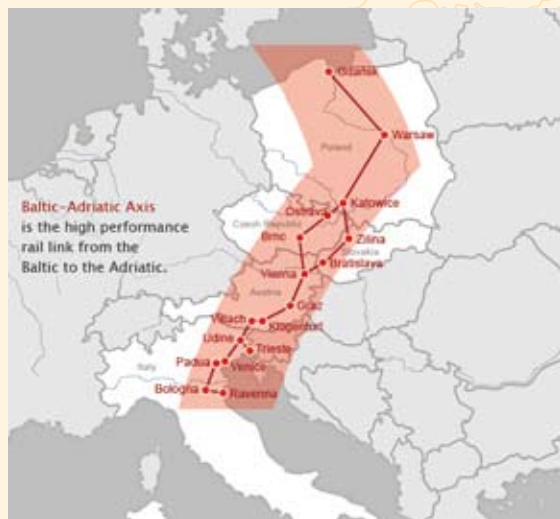 Gdańsk
Warsaw
Poland
Katowice
Ostrava
Czech Republic
Brno
Zilina
Slovakia
Vienna
Bratislava
Austria
Graz
Villach
Klagenfurt
Udine
Trieste
Padua
Venice
Italy
Bologna
Ravenna
Baltic-Adriatic Axis
is the high performance
rail link from the
Baltic to the Adriatic.